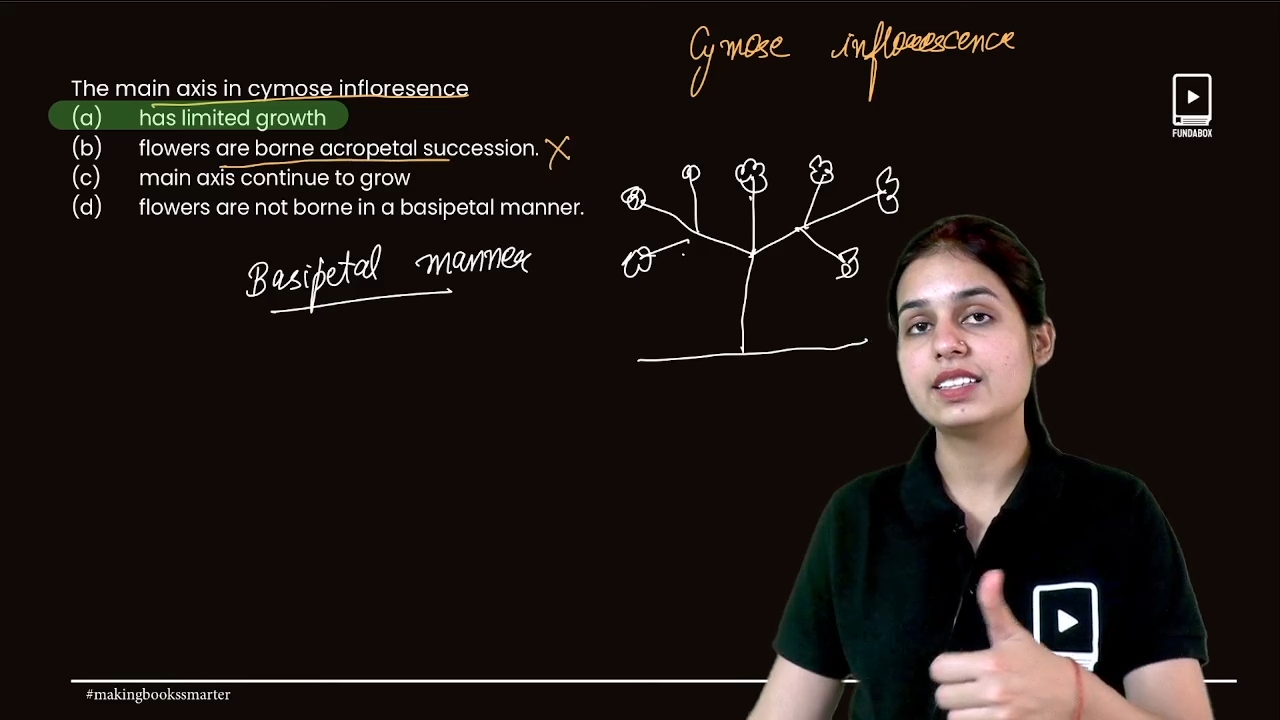 Cymose inflorescence
The main axis in cymose infloresence
(a) has limited growth
(b) flowers are borne acropetal succession. X
(c) main axis continue to grow
(d) flowers are not borne in a basipetal manner.
Basipetal manner
FUNDABOX
#makingbookssmarter